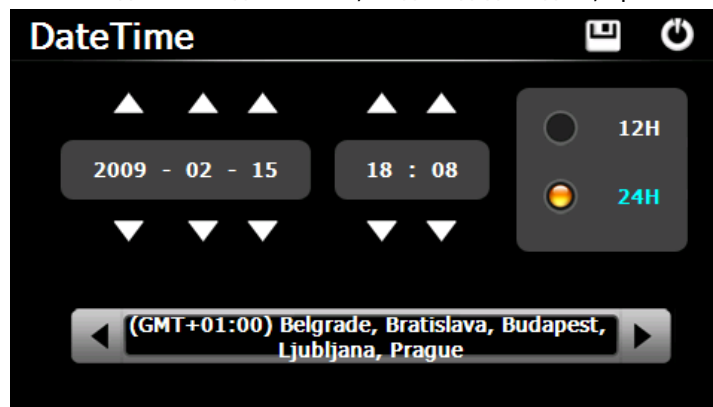 DateTime
2009 - 02 - 15
18 : 08
12H
24H
(GMT+01:00) Belgrade, Bratislava, Budapest,
Ljubljana, Prague